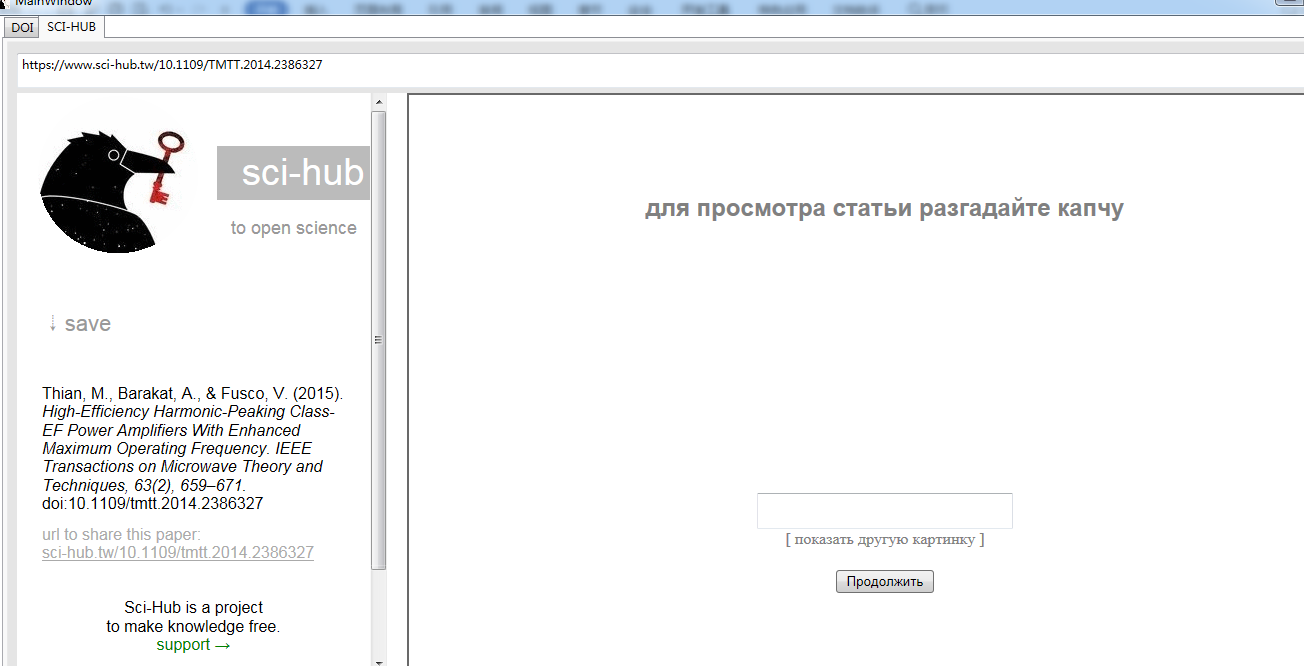 MainWindow
DOI
SCI-HUB
https://www.sci-hub.tw/10.1109/TMTT.2014.2386327
sci-hub
to open science
↓ save
Thian, M., Barakat, A., & Fusco, V. (2015).
High-Efficiency Harmonic-Peaking Class-
EF Power Amplifiers With Enhanced
Maximum Operating Frequency. IEEE
Transactions on Microwave Theory and
Techniques, 63(2), 659–671.
doi:10.1109/tmtt.2014.2386327
url to share this paper:
sci-hub.tw/10.1109/tmtt.2014.2386327
Sci-Hub is a project
to make knowledge free.
support →
для просмотра статьи разгадайте капчу
[ показать другую картинку ]
Продолжить